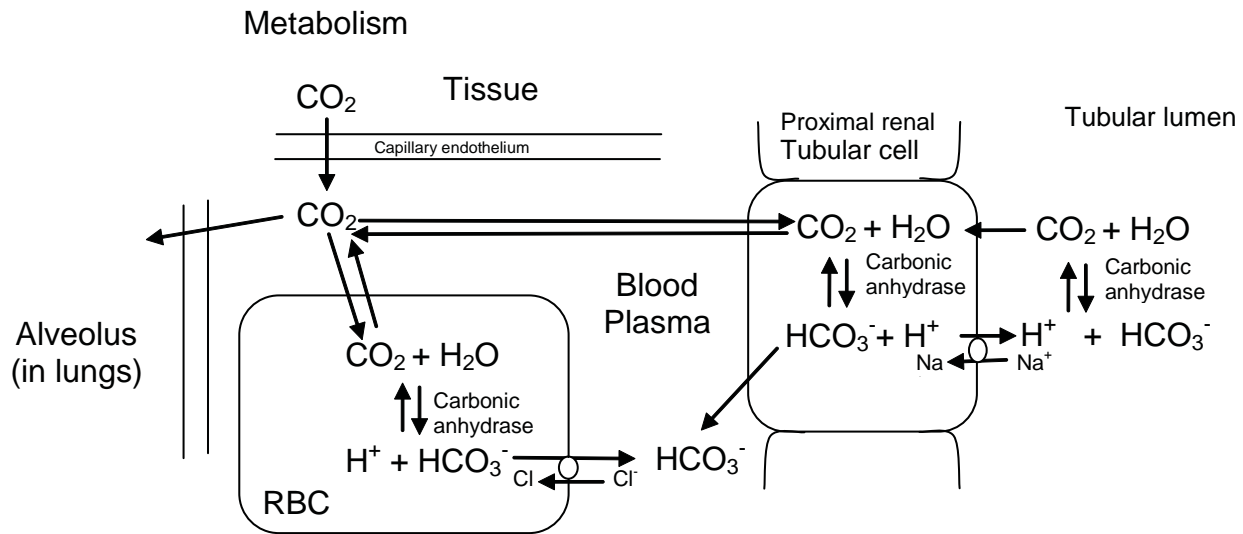 Metabolism
CO₂
Tissue
Capillary endothelium
Proximal renal
Tubular cell
Tubular lumen
CO₂
CO₂ + H₂O
CO₂ + H₂O
Carbonic
anhydrase
Carbonic
anhydrase
Blood
Plasma
HCO₃⁻ + H⁺
H⁺ + HCO₃⁻
Na
Na⁺
Alveolus
(in lungs)
CO₂ + H₂O
Carbonic
anhydrase
H⁺ + HCO₃⁻
HCO₃⁻
Cl
Cl⁻
RBC